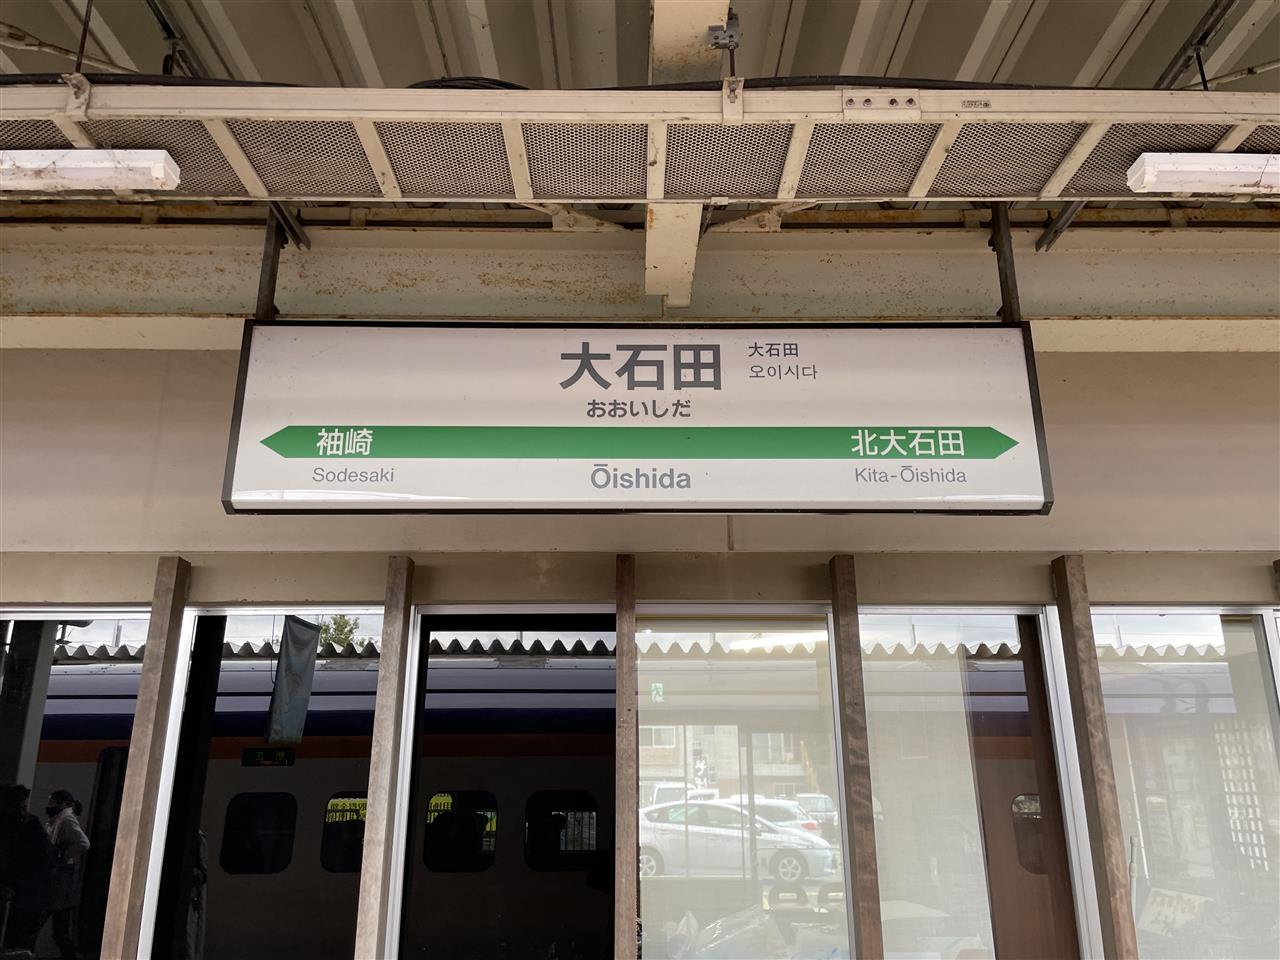 大石田
大石田
오이시다
おおいしだ
袖崎
北大石田
Sodesaki
Ōishida
Kita-Ōishida